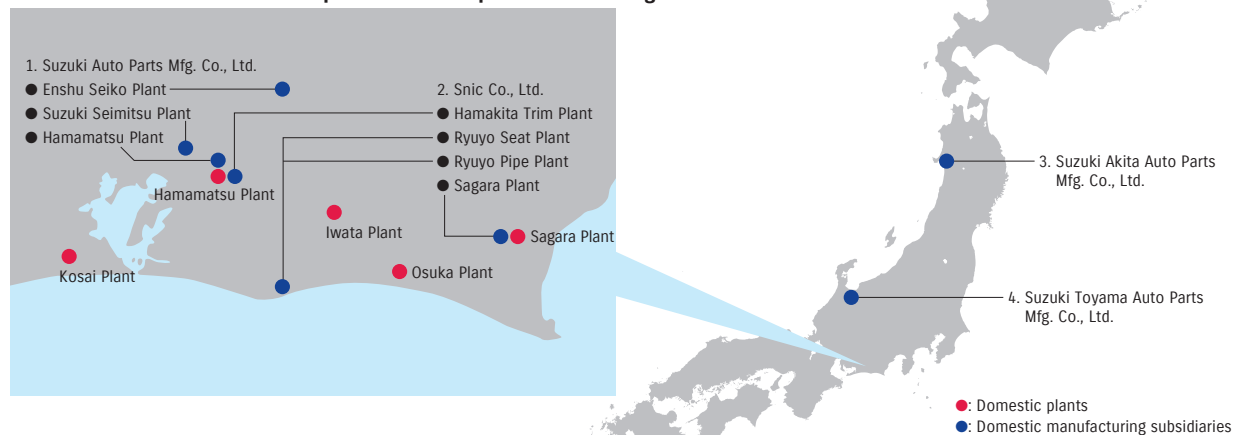 1. Suzuki Auto Parts Mfg. Co., Ltd.
● Enshu Seiko Plant
● Suzuki Seimitsu Plant
● Hamamatsu Plant
2. Snic Co., Ltd.
● Hamakita Trim Plant
● Ryuyo Seat Plant
● Ryuyo Pipe Plant
● Sagara Plant
Hamamatsu Plant
Iwata Plant
Sagara Plant
Kosai Plant
Osuka Plant
3. Suzuki Akita Auto Parts
Mfg. Co., Ltd.
4. Suzuki Toyama Auto Parts
Mfg. Co., Ltd.
●: Domestic plants
●: Domestic manufacturing subsidiaries